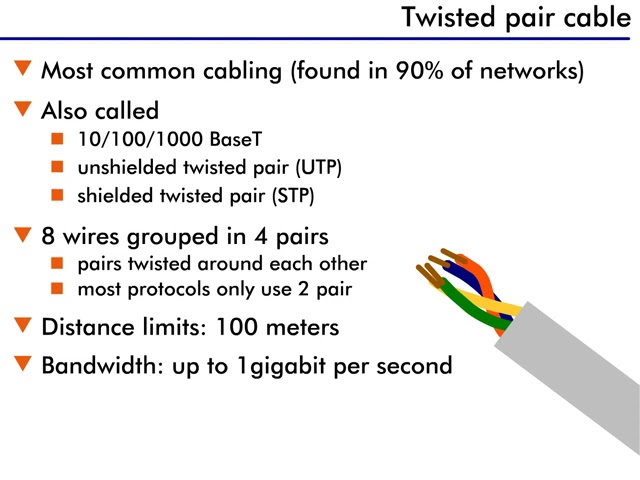 Twisted pair cable
Most common cabling (found in 90% of networks)
Also called
10/100/1000 BaseT
unshielded twisted pair (UTP)
shielded twisted pair (STP)
8 wires grouped in 4 pairs
pairs twisted around each other
most protocols only use 2 pair
Distance limits: 100 meters
Bandwidth: up to 1gigabit per second